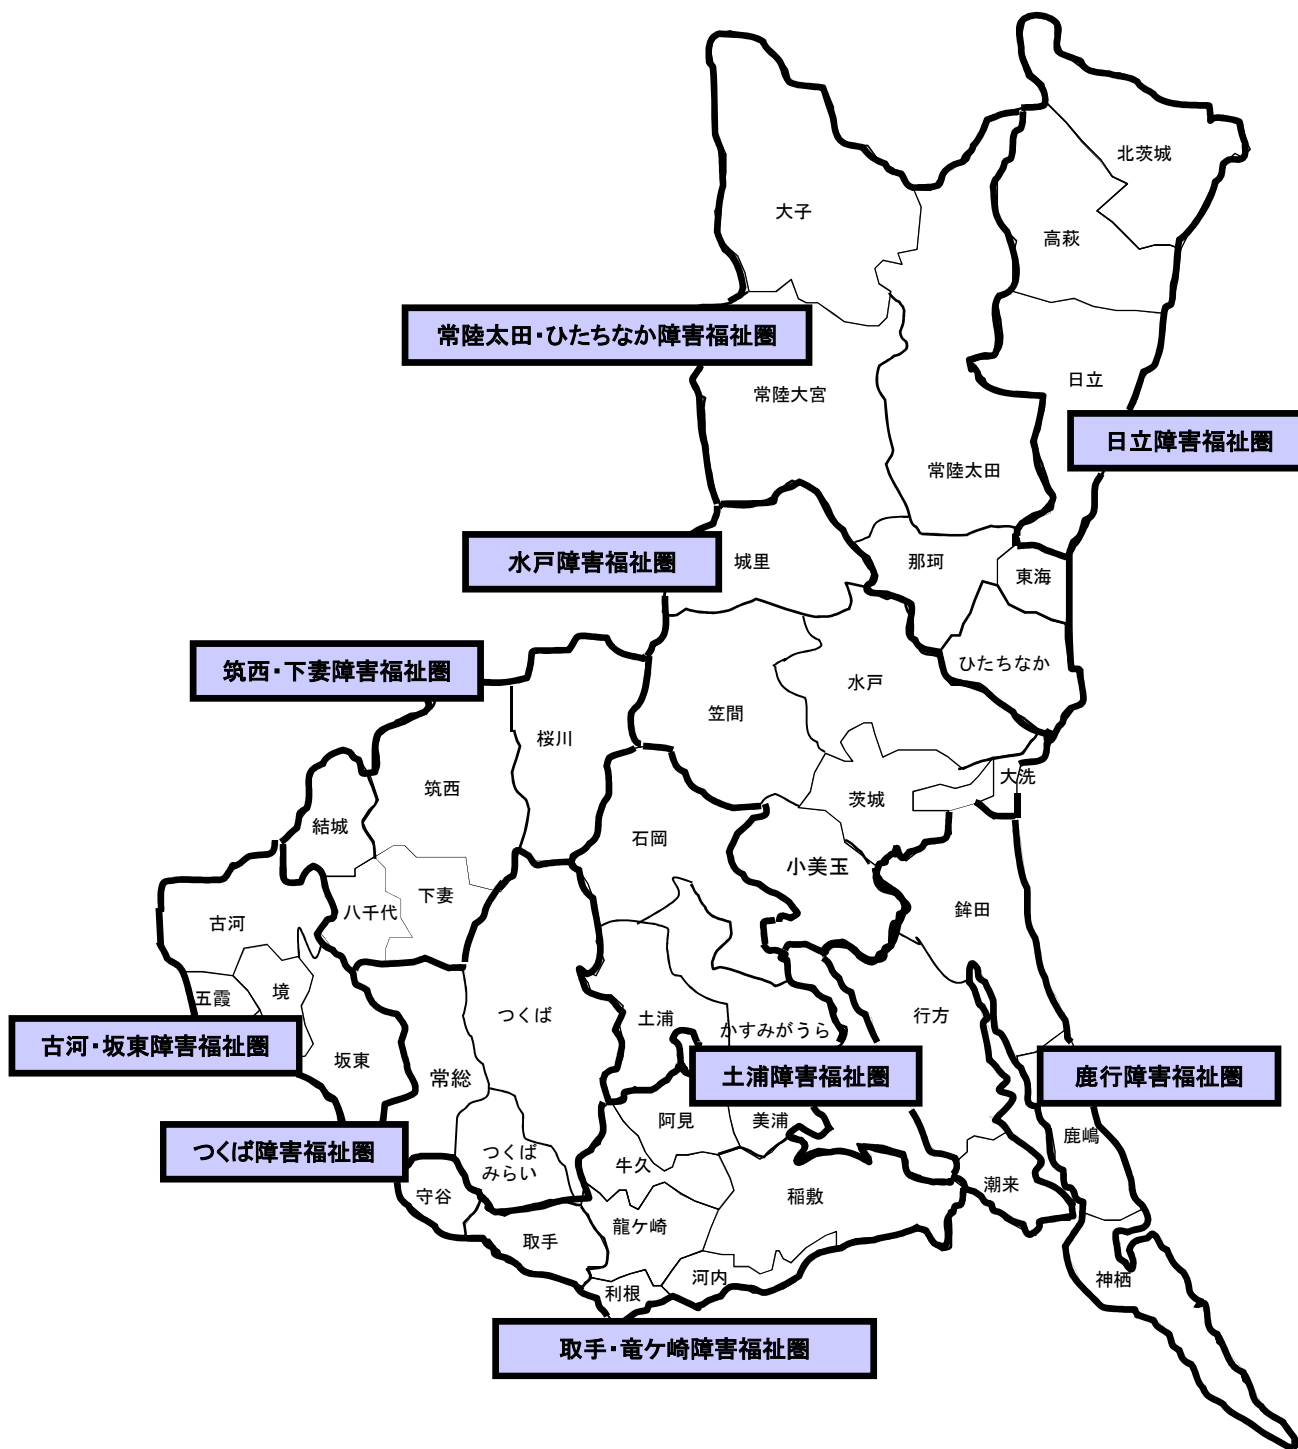 北茨城
大子
高萩
常陸太田・ひたちなか障害福祉圏
日立
常陸大宮
日立障害福祉圏
常陸太田
水戸障害福祉圏
城里
那珂
東海
筑西・下妻障害福祉圏
ひたちなか
水戸
笠間
桜川
大洗
筑西
茨城
結城
石岡
小美玉
下妻
八千代
鉾田
古河
境
五霞
つくば
土浦
かすみがうら
行方
古河・坂東障害福祉圏
坂東
常総
土浦障害福祉圏
鹿行障害福祉圏
阿見
美浦
鹿嶋
つくば障害福祉圏
つくば
みらい
牛久
潮来
守谷
稲敷
龍ケ崎
取手
河内
神栖
利根
取手・竜ケ崎障害福祉圏